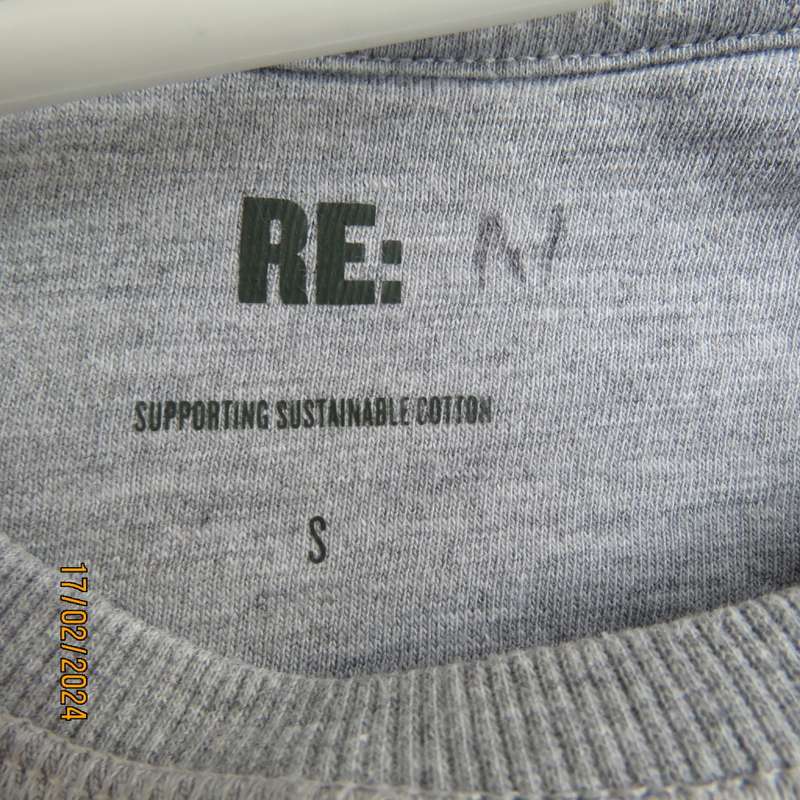 RE: N
SUPPORTING SUSTAINABLE COTTON
S
17/02/2024